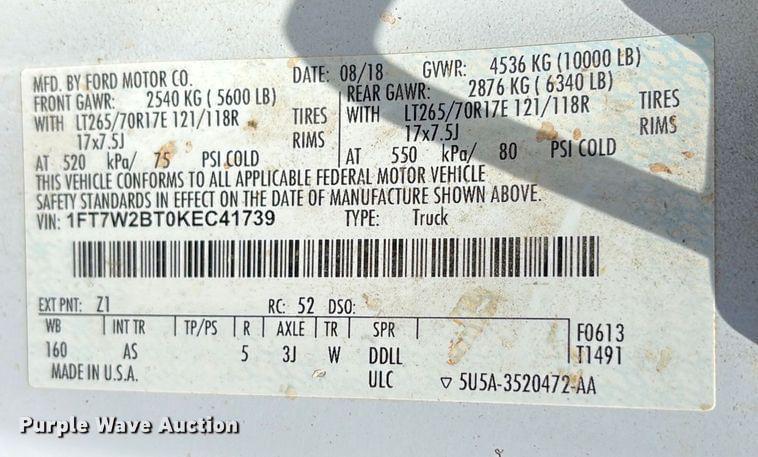 MFD. BY FORD MOTOR CO. DATE: 08/18 GVWR: 4536 KG (10000 LB)
FRONT GAWR: 2540 KG (5600 LB) REAR GAWR: 2876 KG (6340 LB)
WITH LT265/70R17E 121/118R TIRES WITH LT265/70R17E 121/118R TIRES
17x7.5J RIMS 17x7.5J RIMS
AT 520 kPa/ 75 PSI COLD AT 550 kPa/ 80 PSI COLD
THIS VEHICLE CONFORMS TO ALL APPLICABLE FEDERAL MOTOR VEHICLE
SAFETY STANDARDS IN EFFECT ON THE DATE OF MANUFACTURE SHOWN ABOVE.
VIN: 1FT7W2BT0KEC41739 TYPE: Truck
EXT PNT: Z1 RC: 52 DSO:
WB INT TR TP/PS R AXLE TR SPR F0613
160 AS 5 3J W DDLL T1491
MADE IN U.S.A. ULC ▽ 5U5A-3520472-AA
Purple Wave Auction